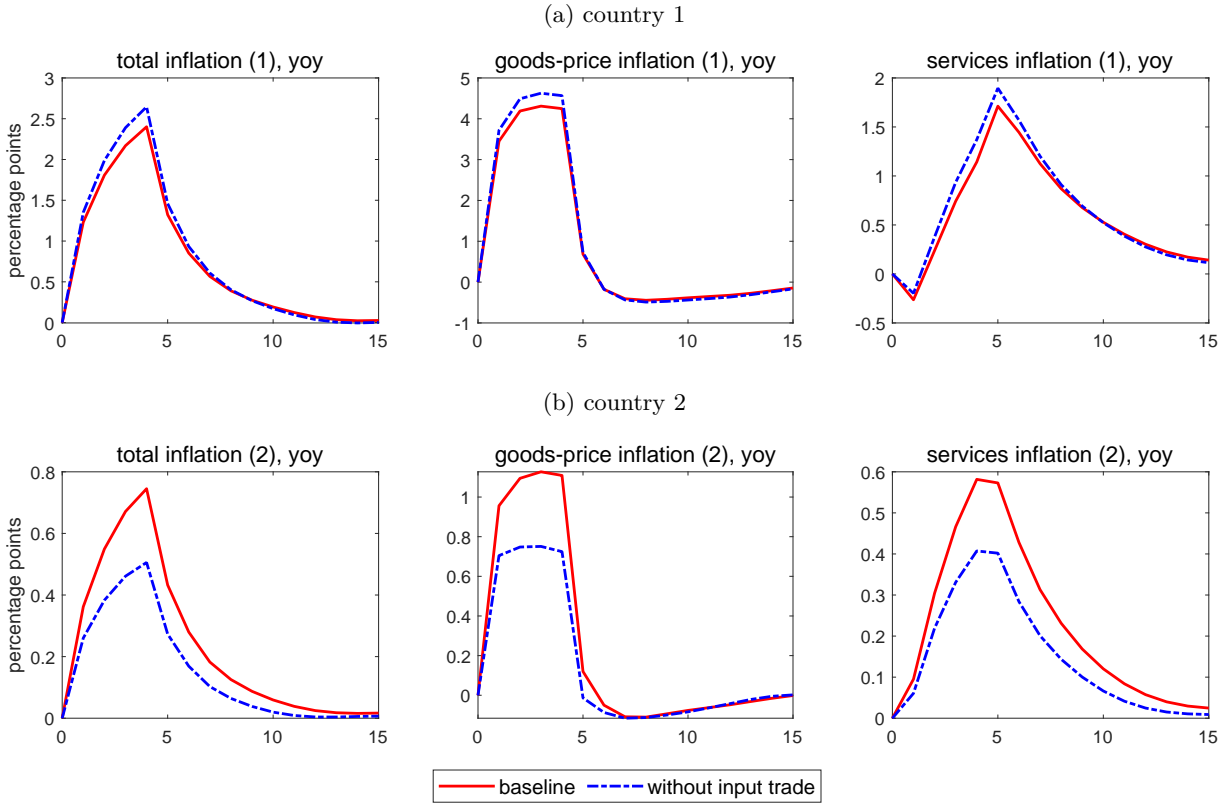 (a) country 1
total inflation (1), yoy
goods-price inflation (1), yoy
services inflation (1), yoy
percentage points
3
2.5
2
1.5
1
0.5
0
0 5 10 15
5
4
3
2
1
0
-1
0 5 10 15
2
1.5
1
0.5
0
-0.5
0 5 10 15
(b) country 2
total inflation (2), yoy
goods-price inflation (2), yoy
services inflation (2), yoy
percentage points
0.8
0.6
0.4
0.2
0
0 5 10 15
1
0.8
0.6
0.4
0.2
0
0 5 10 15
0.6
0.5
0.4
0.3
0.2
0.1
0
0 5 10 15
baseline
without input trade